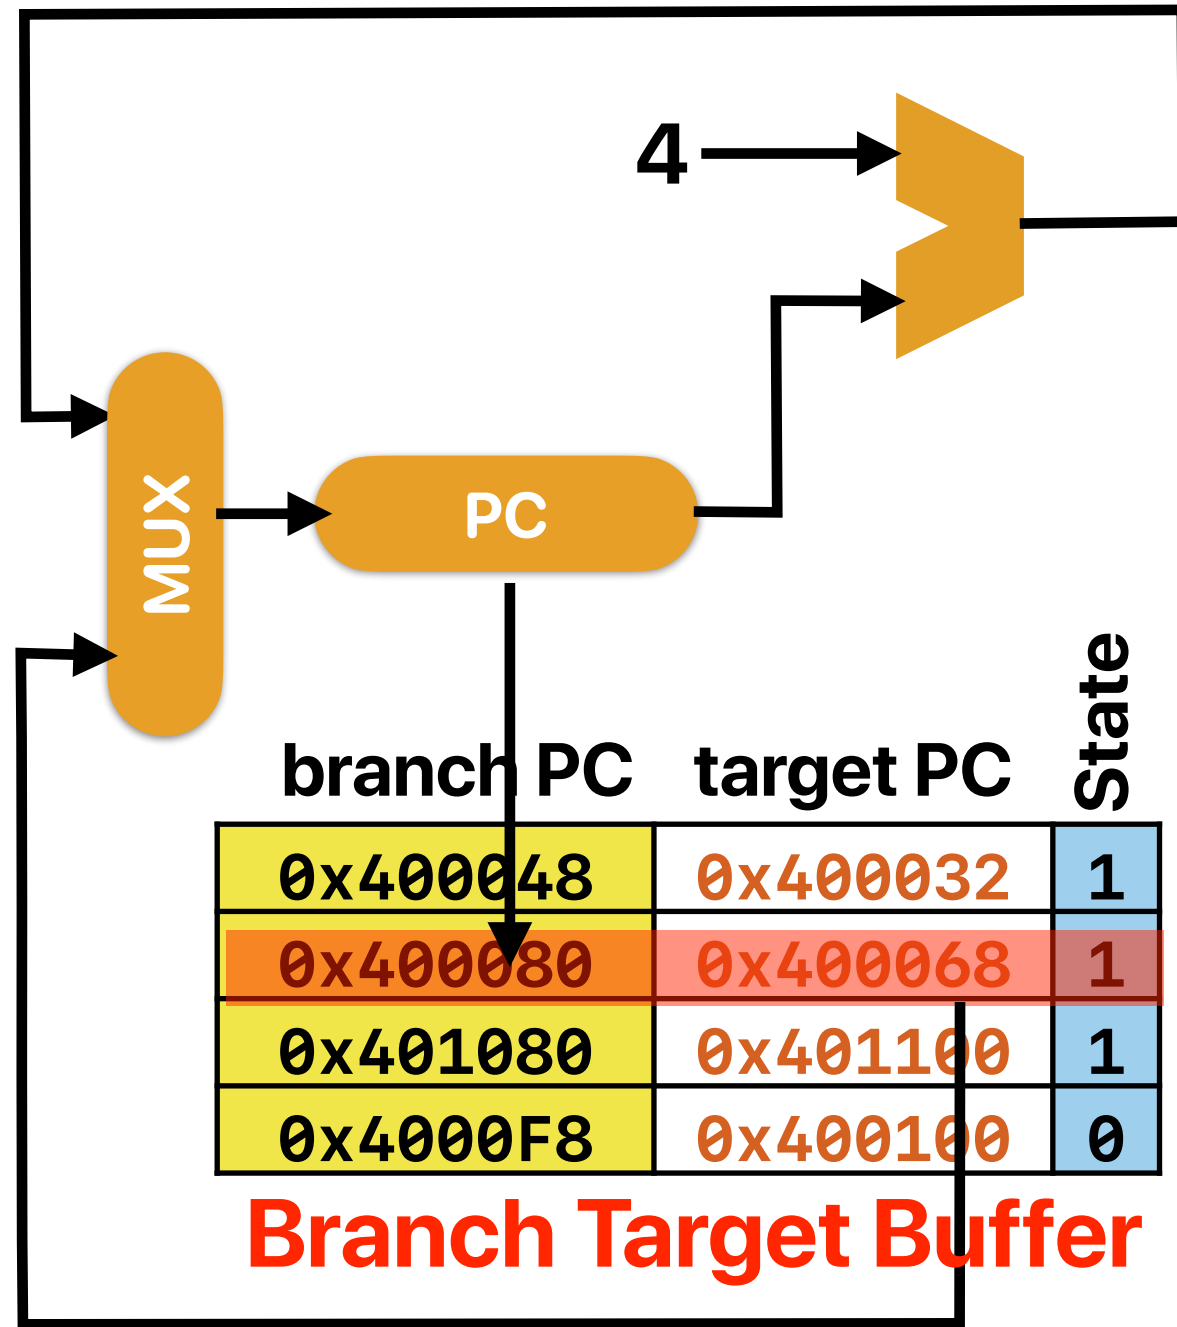 4
MUX
PC
branch PC target PC State
0x400048 0x400032 1
0x400080 0x400068 1
0x401080 0x401100 1
0x4000F8 0x400100 0
Branch Target Buffer